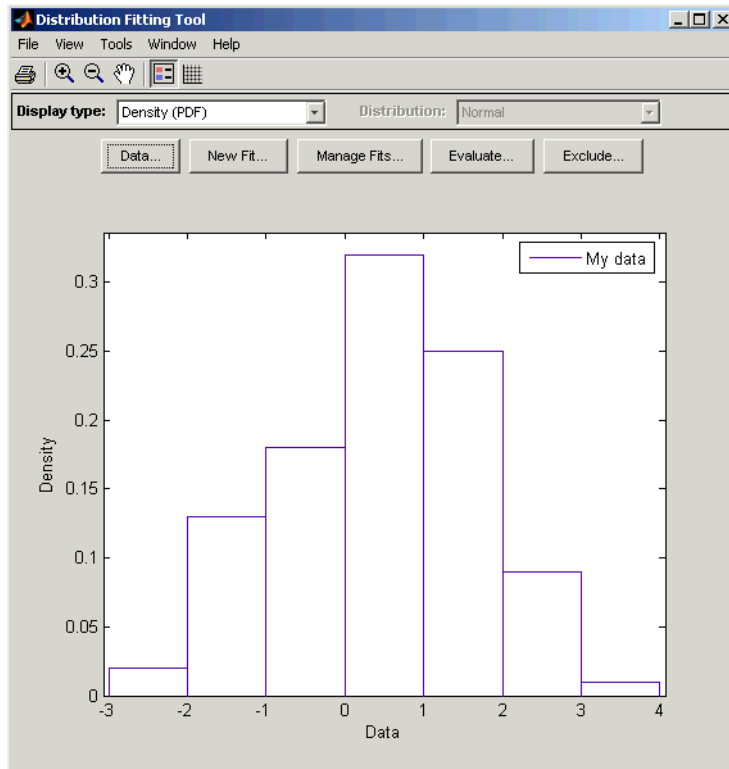 Distribution Fitting Tool
File View Tools Window Help
Display type: Density (PDF) Distribution: Normal
Data... New Fit... Manage Fits... Evaluate... Exclude...
My data
0.3
0.25
0.2
0.15
0.1
0.05
0
Density
-3 -2 -1 0 1 2 3 4
Data